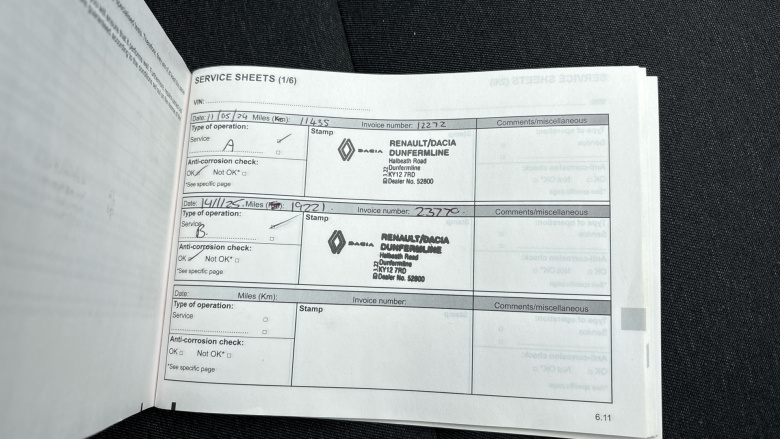 SERVICE SHEETS (1/6)
VIN:
Date: 11/05/24 Miles (Km): 11435 Invoice number: 12272 Comments/miscellaneous
Type of operation: Stamp
Service A
Anti-corrosion check:
OK Not OK*
*See specific page
DACIA RENAULT/DACIA
DUNFERMLINE
Halbeath Road
Dunfermline
KY12 7RD
Dealer No. 52800
Date: 14/11/25 Miles 19221. Invoice number: 23770. Comments/miscellaneous
Type of operation: Stamp
Service B.
Anti-corrosion check:
OK Not OK*
*See specific page
DACIA RENAULT/DACIA
DUNFERMLINE
Halbeath Road
Dunfermline
KY12 7RD
Dealer No. 52800
Date: Miles (Km): Invoice number: Comments/miscellaneous
Type of operation: Stamp
Service
Anti-corrosion check:
OK Not OK*
*See specific page
6.11